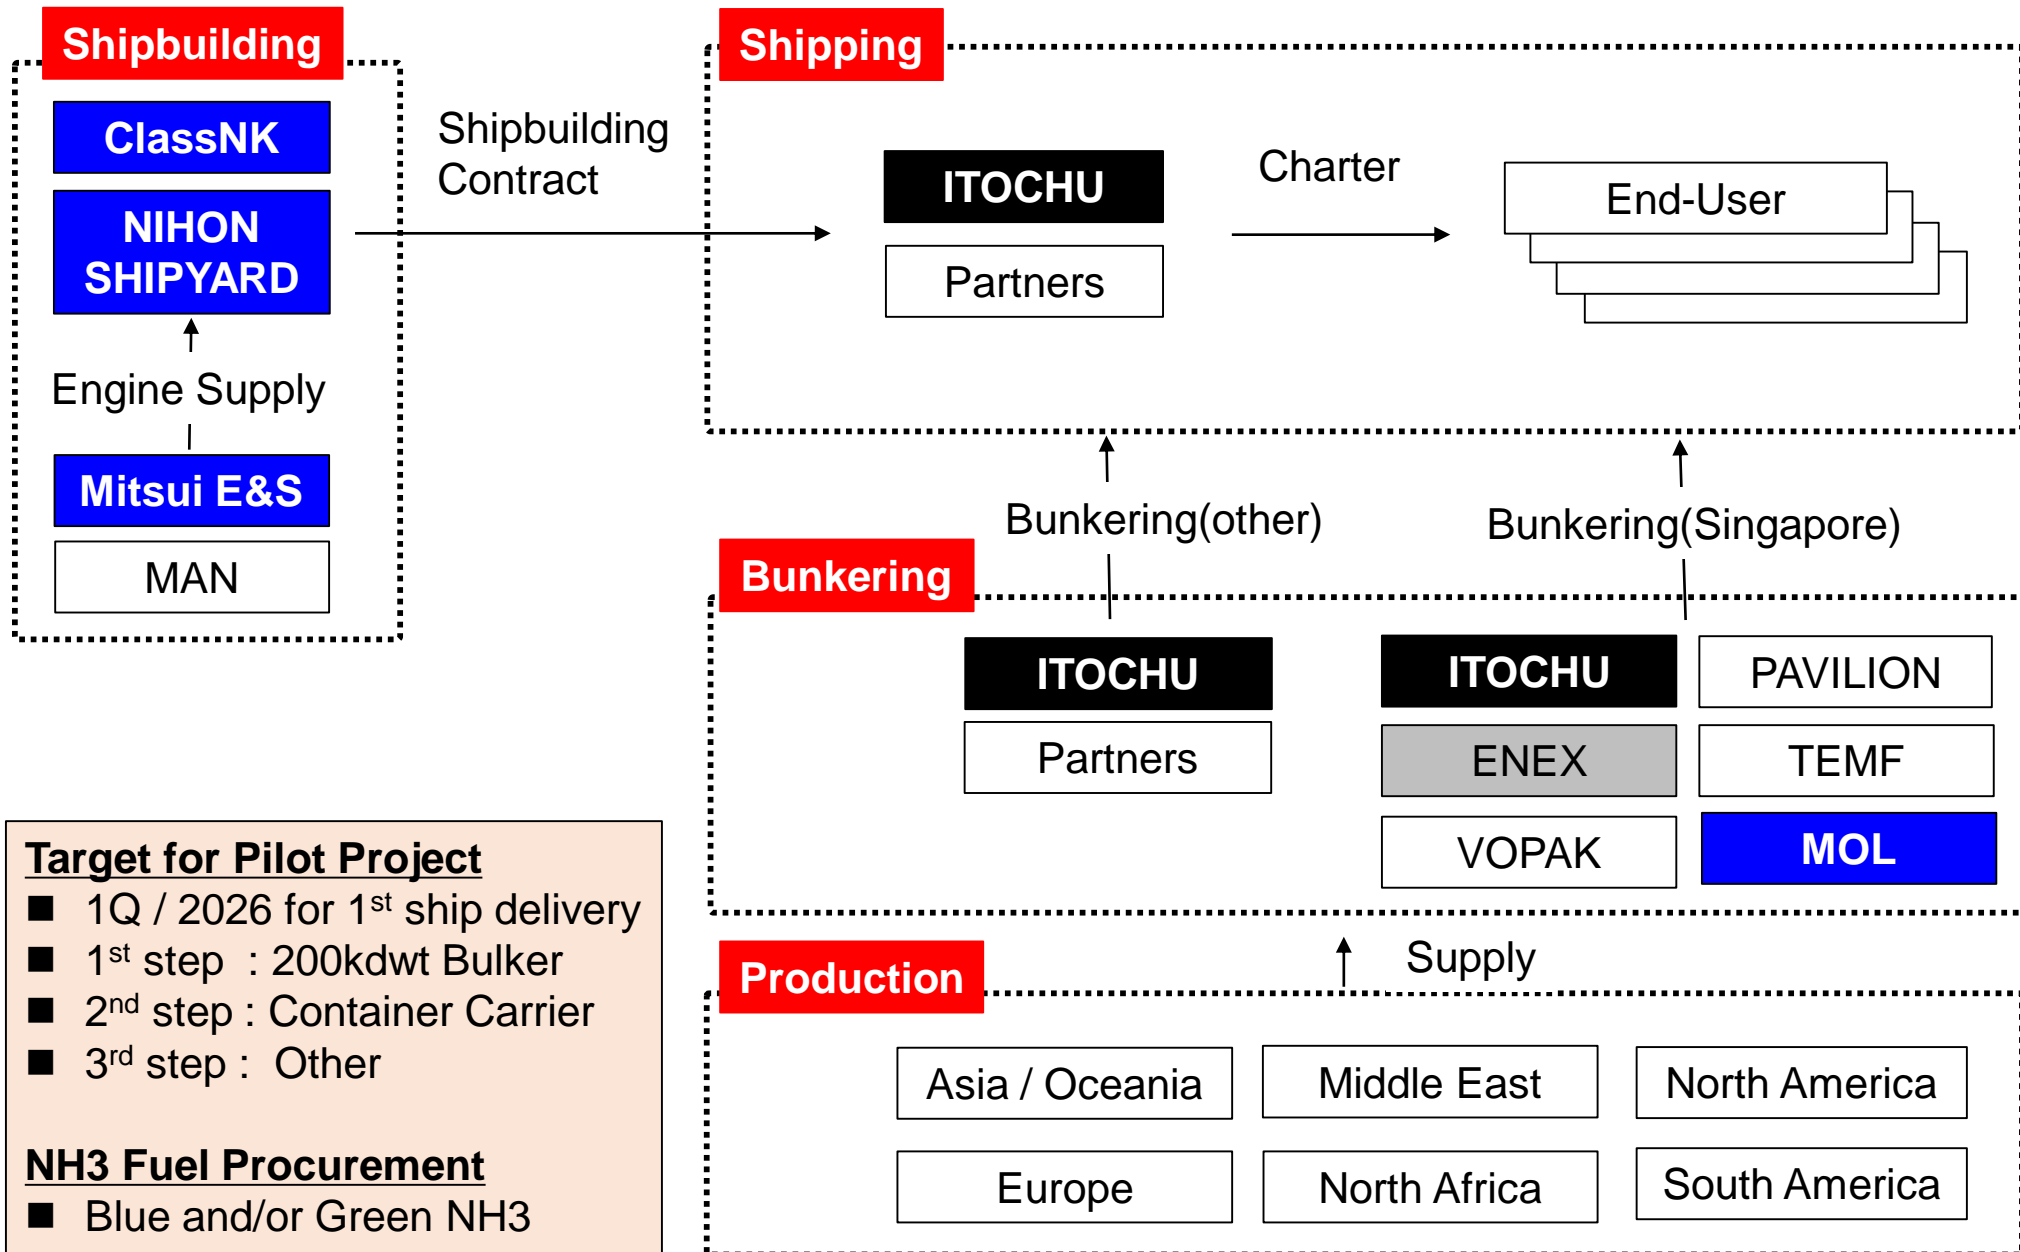 Shipbuilding
ClassNK
NIHON
SHIPYARD
Engine Supply
Mitsui E&S
MAN
Shipbuilding
Contract
Shipping
ITOCHU
Partners
Charter
End-User
Bunkering(other)
Bunkering(Singapore)
Bunkering
ITOCHU
Partners
ITOCHU
PAVILION
ENEX
TEMF
VOPAK
MOL
Supply
Production
Asia / Oceania
Middle East
North America
Europe
North Africa
South America
Target for Pilot Project
■ 1Q / 2026 for 1st ship delivery
■ 1st step : 200kdwt Bulker
■ 2nd step : Container Carrier
■ 3rd step : Other
NH3 Fuel Procurement
■ Blue and/or Green NH3